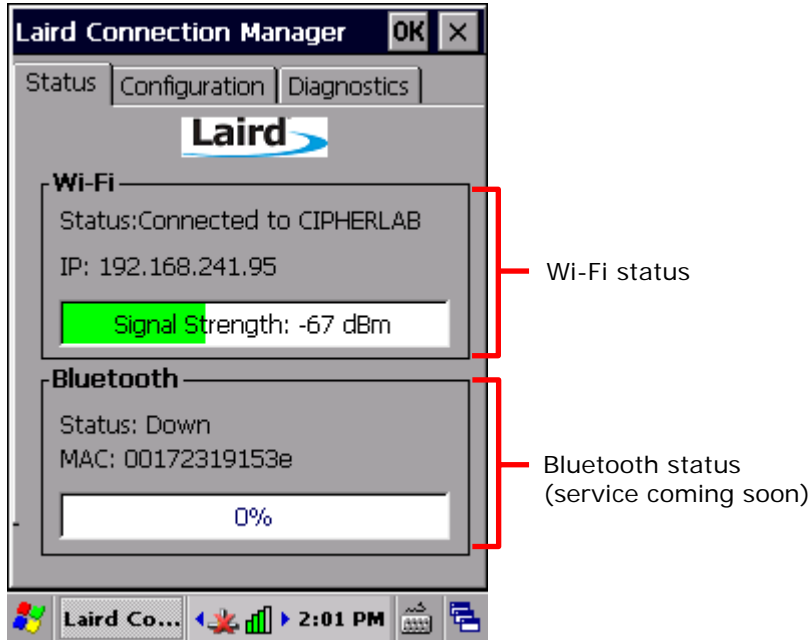 Laird Connection Manager OK ×
Status Configuration Diagnostics
Laird
Wi-Fi
Status:Connected to CIPHERLAB
IP: 192.168.241.95
Signal Strength: -67 dBm
Wi-Fi status
Bluetooth
Status: Down
MAC: 00172319153e
0%
Bluetooth status
(service coming soon)
Laird Co... 2:01 PM